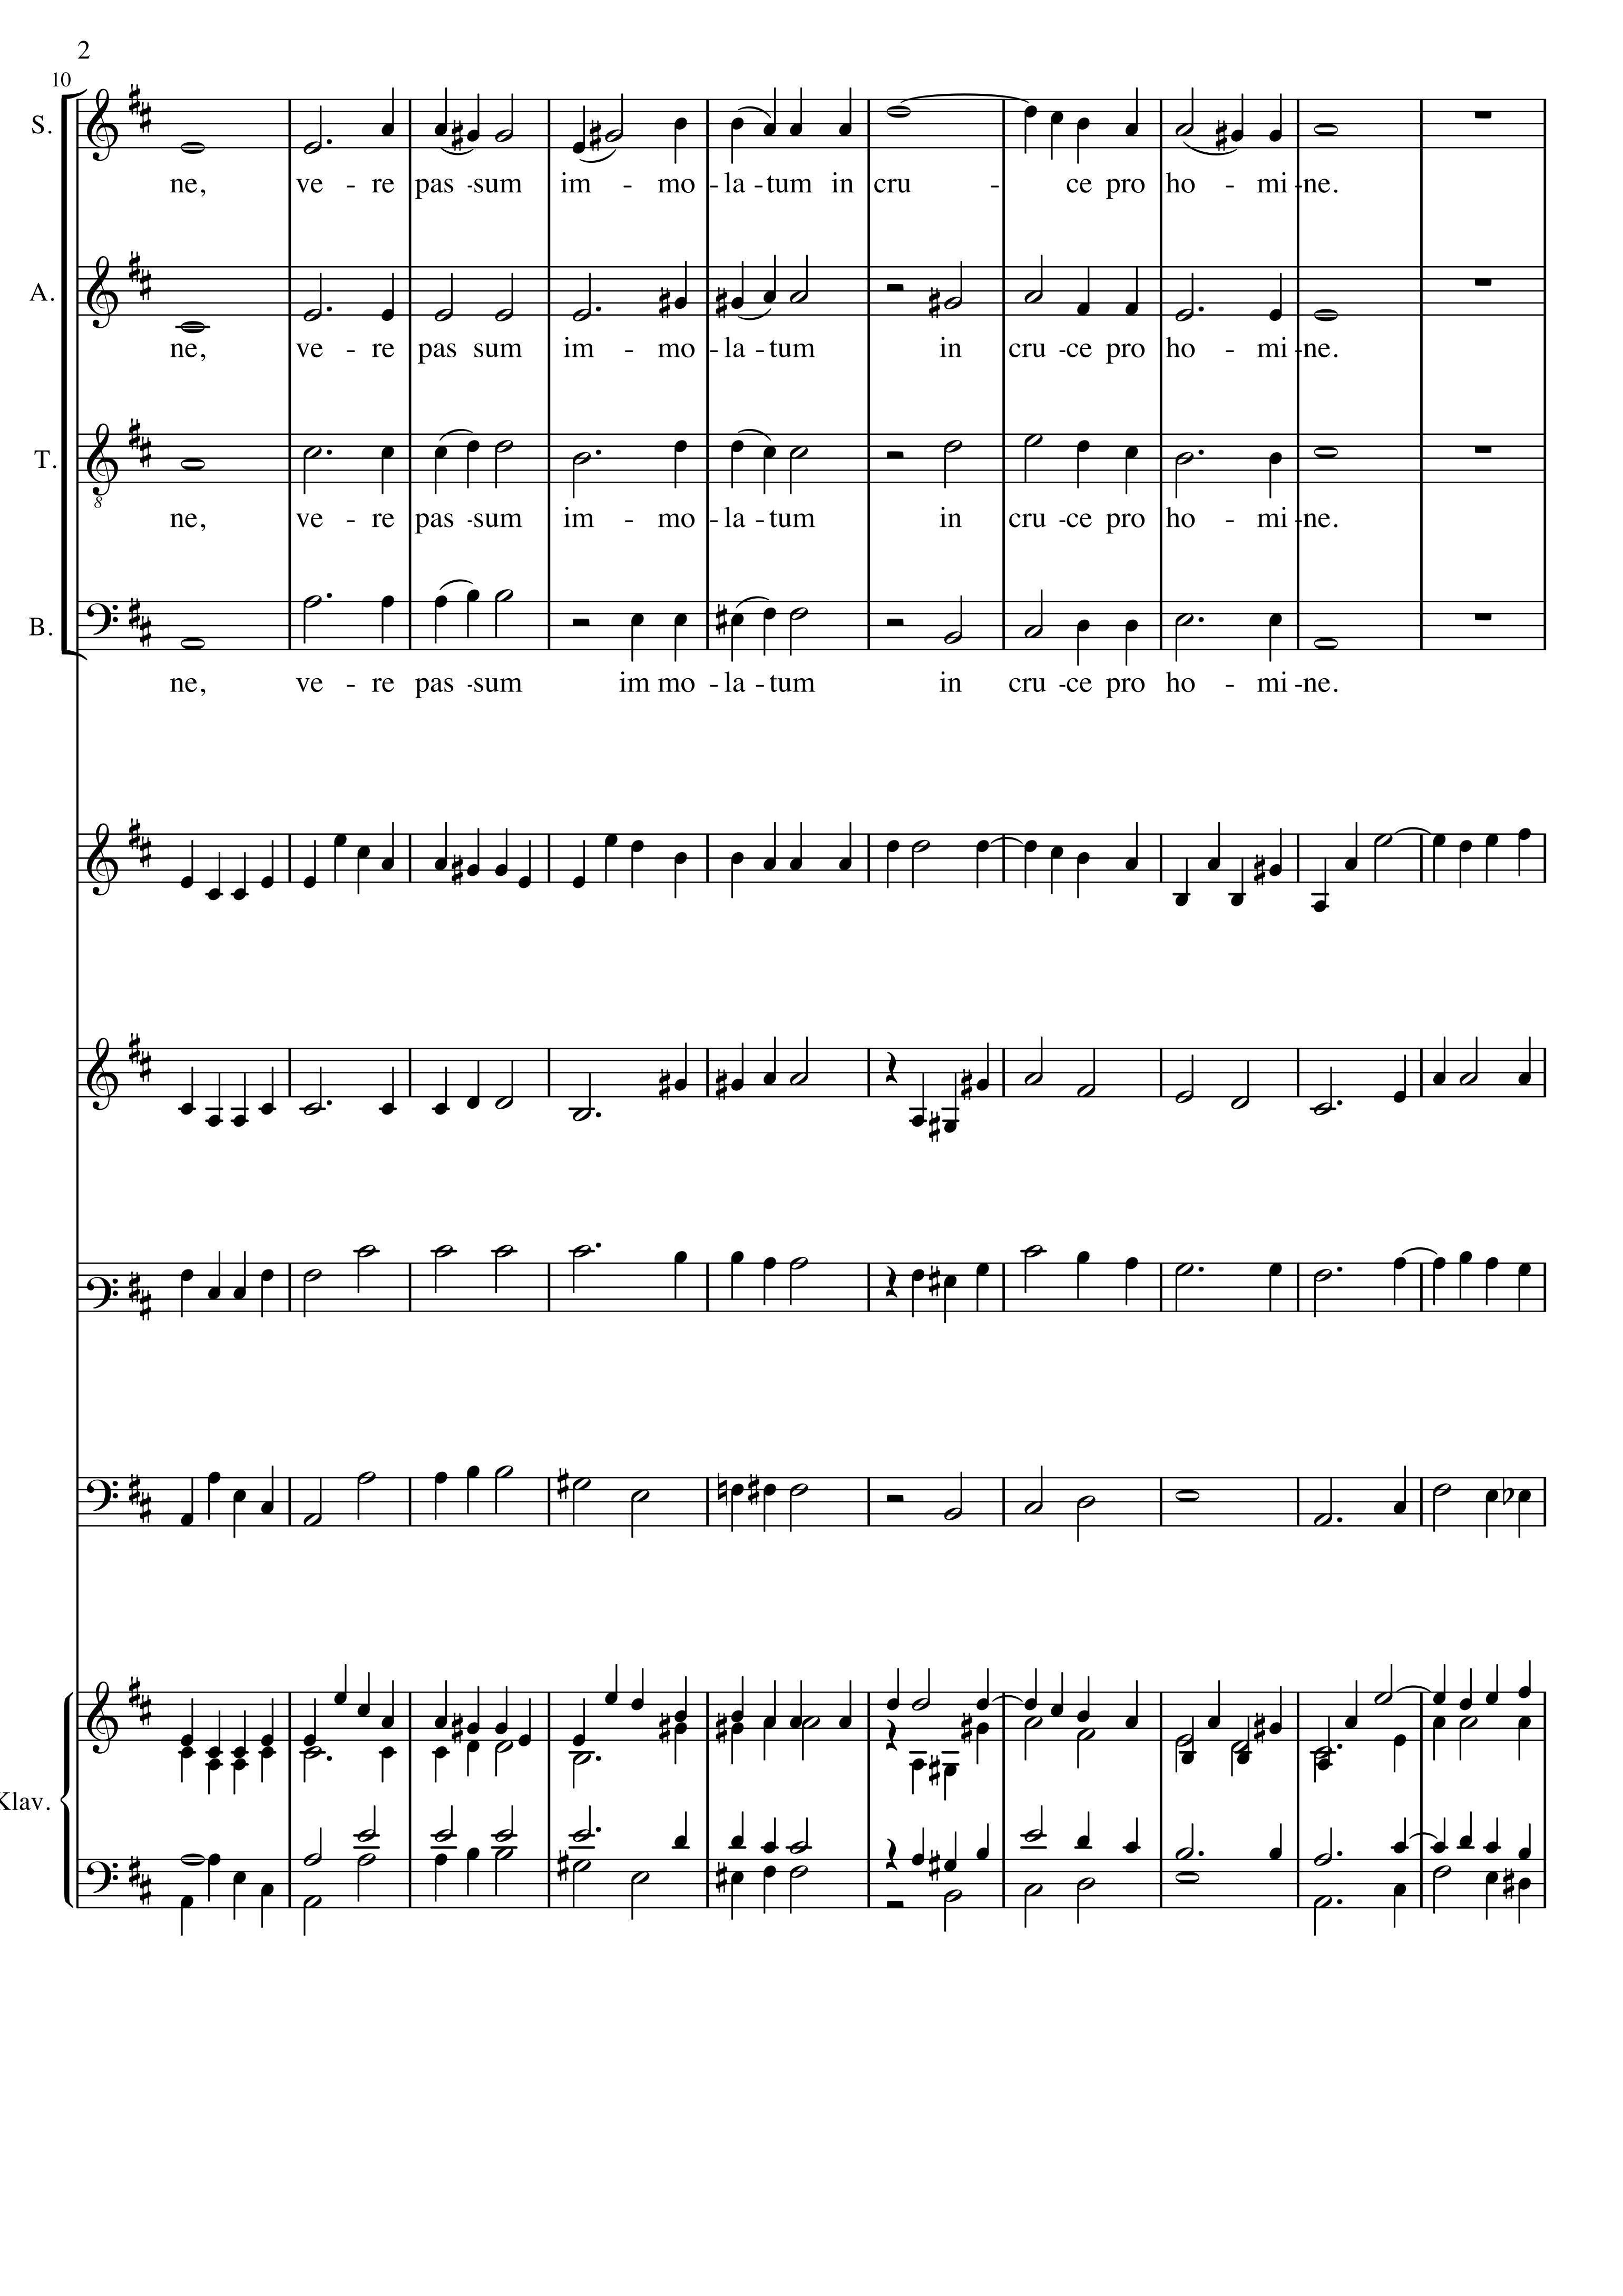 2
10
S.
ne, ve - re pas - sum im - mo - la - tum in cru - ce pro ho - mi - ne.
A.
ne, ve - re pas sum im - mo - la - tum in cru - ce pro ho - mi - ne.
T.
8
ne, ve - re pas - sum im - mo - la - tum in cru - ce pro ho - mi - ne.
B.
ne, ve - re pas - sum im mo - la - tum in cru - ce pro ho - mi - ne.
Klav.